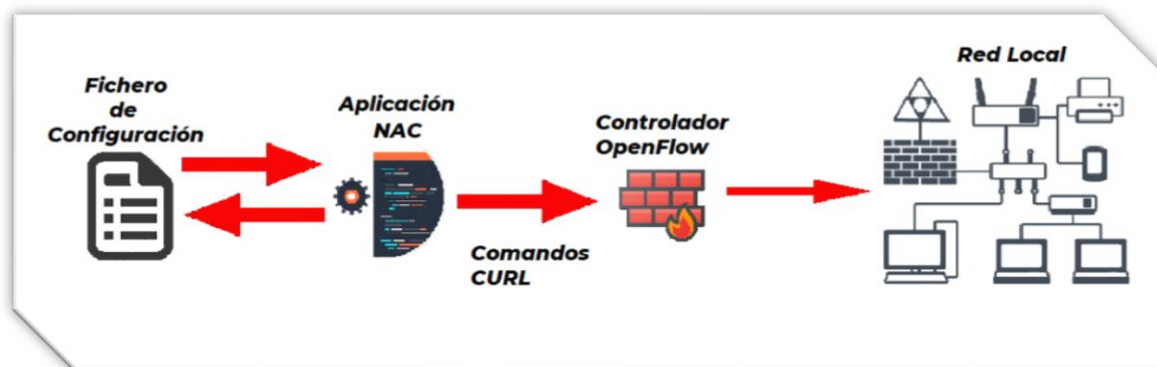 Fichero
de
Configuración
Aplicación
NAC
Comandos
CURL
Controlador
OpenFlow
Red Local